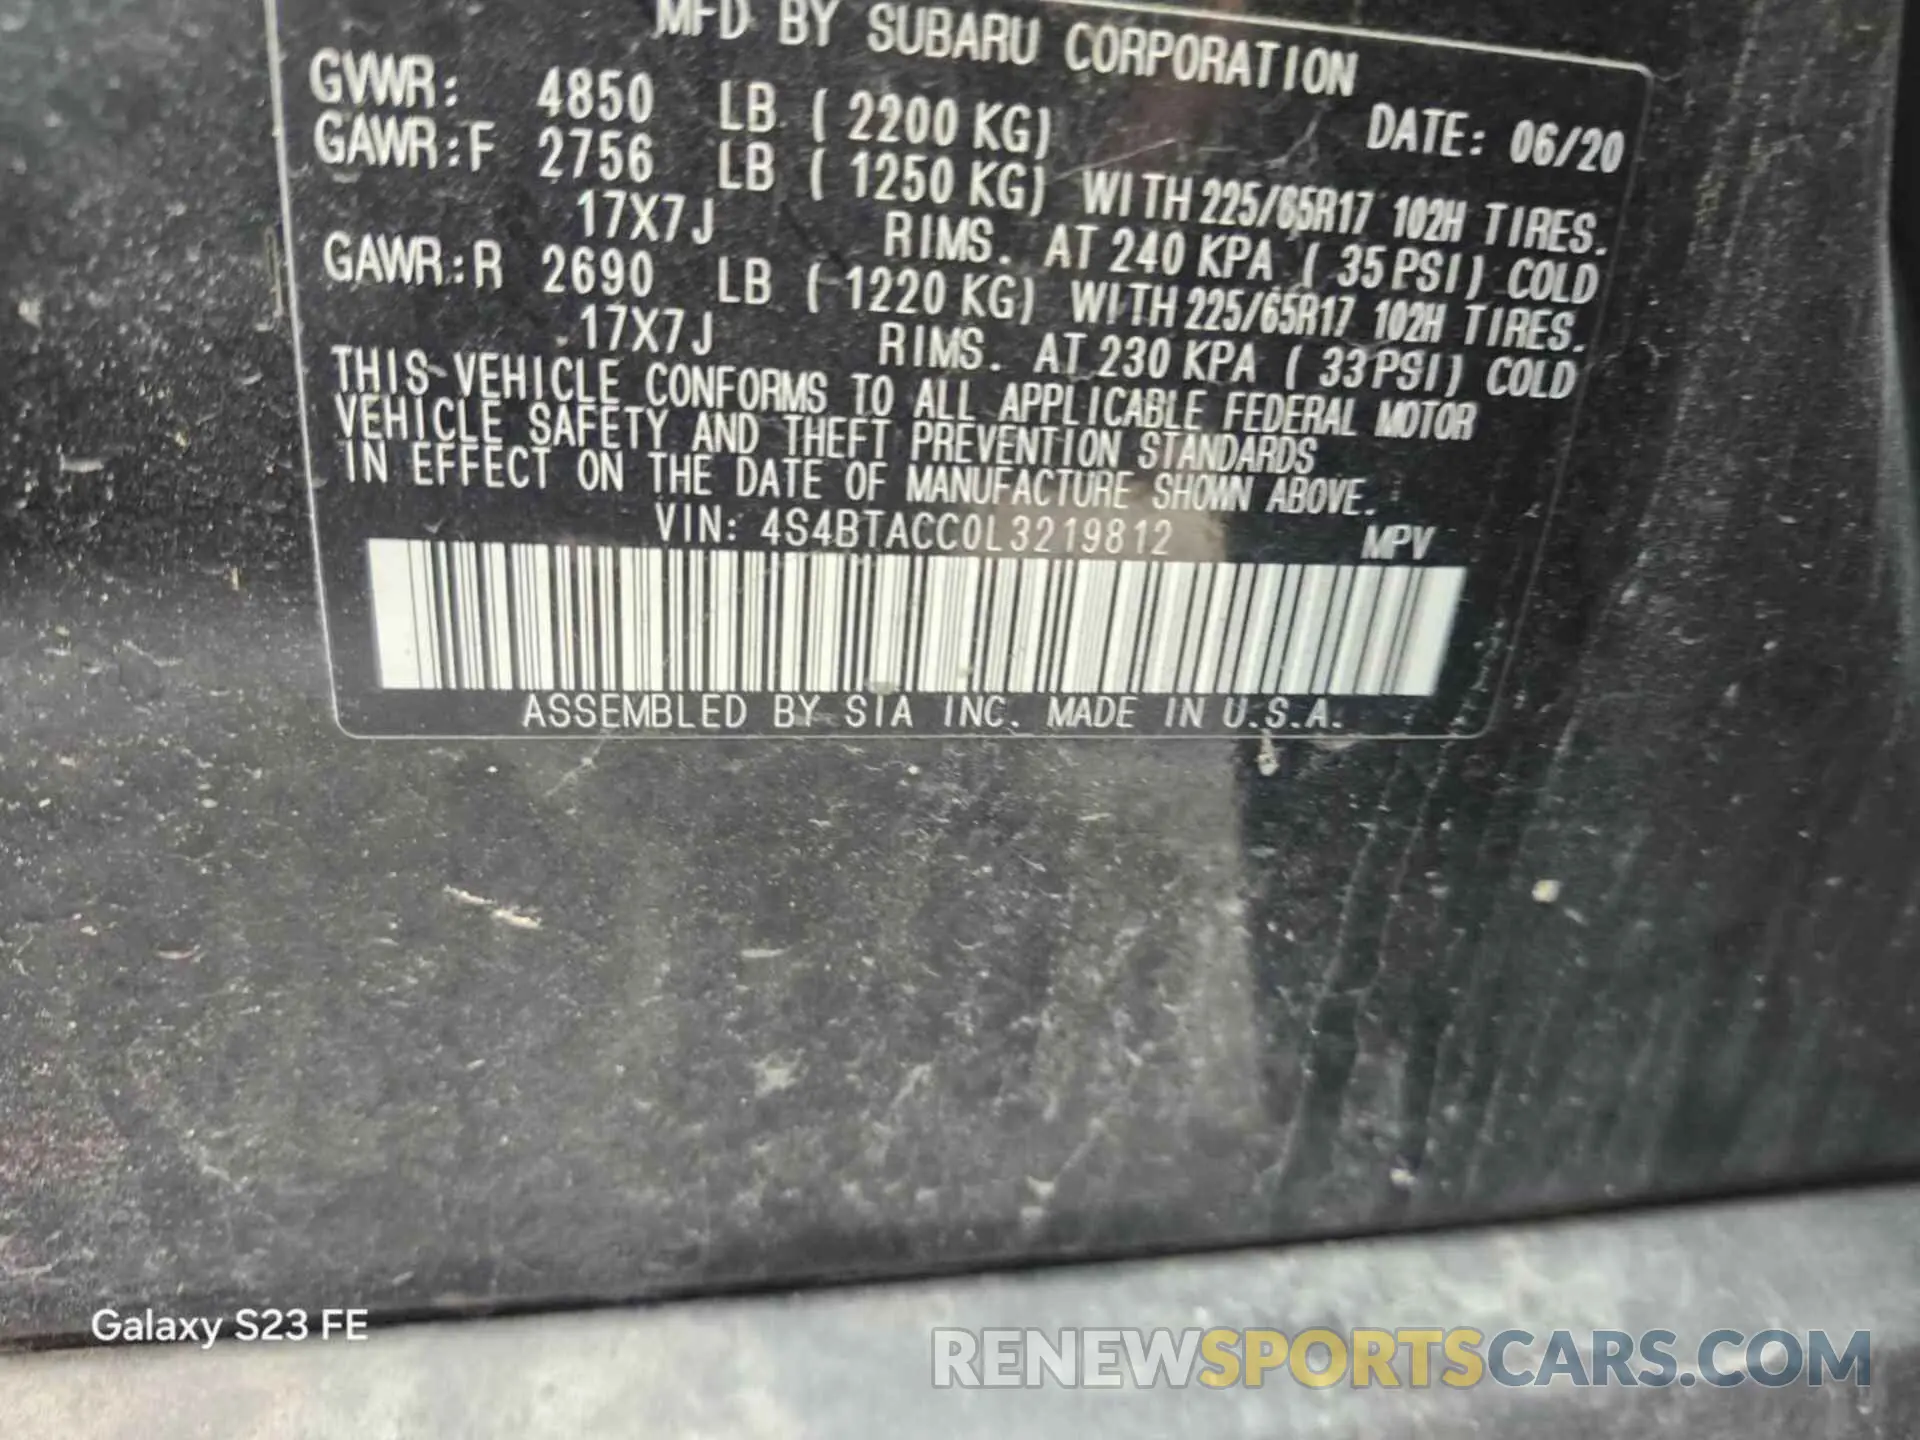 MFD BY SUBARU CORPORATION
GVWR: 4850 LB ( 2200 KG) DATE: 06/20
GAWR:F 2756 LB ( 1250 KG) WITH 225/65R17 102H TIRES.
17X7J RIMS. AT 240 KPA ( 35 PSI) COLD
GAWR:R 2690 LB ( 1220 KG) WITH 225/65R17 102H TIRES.
17X7J RIMS. AT 230 KPA ( 33 PSI) COLD
THIS VEHICLE CONFORMS TO ALL APPLICABLE FEDERAL MOTOR
VEHICLE SAFETY AND THEFT PREVENTION STANDARDS
IN EFFECT ON THE DATE OF MANUFACTURE SHOWN ABOVE.
VIN: 4S4BTACC0L3219812 MPV
ASSEMBLED BY SIA INC. MADE IN U.S.A.
Galaxy S23 FE
RENEWSPORTSCARS.COM